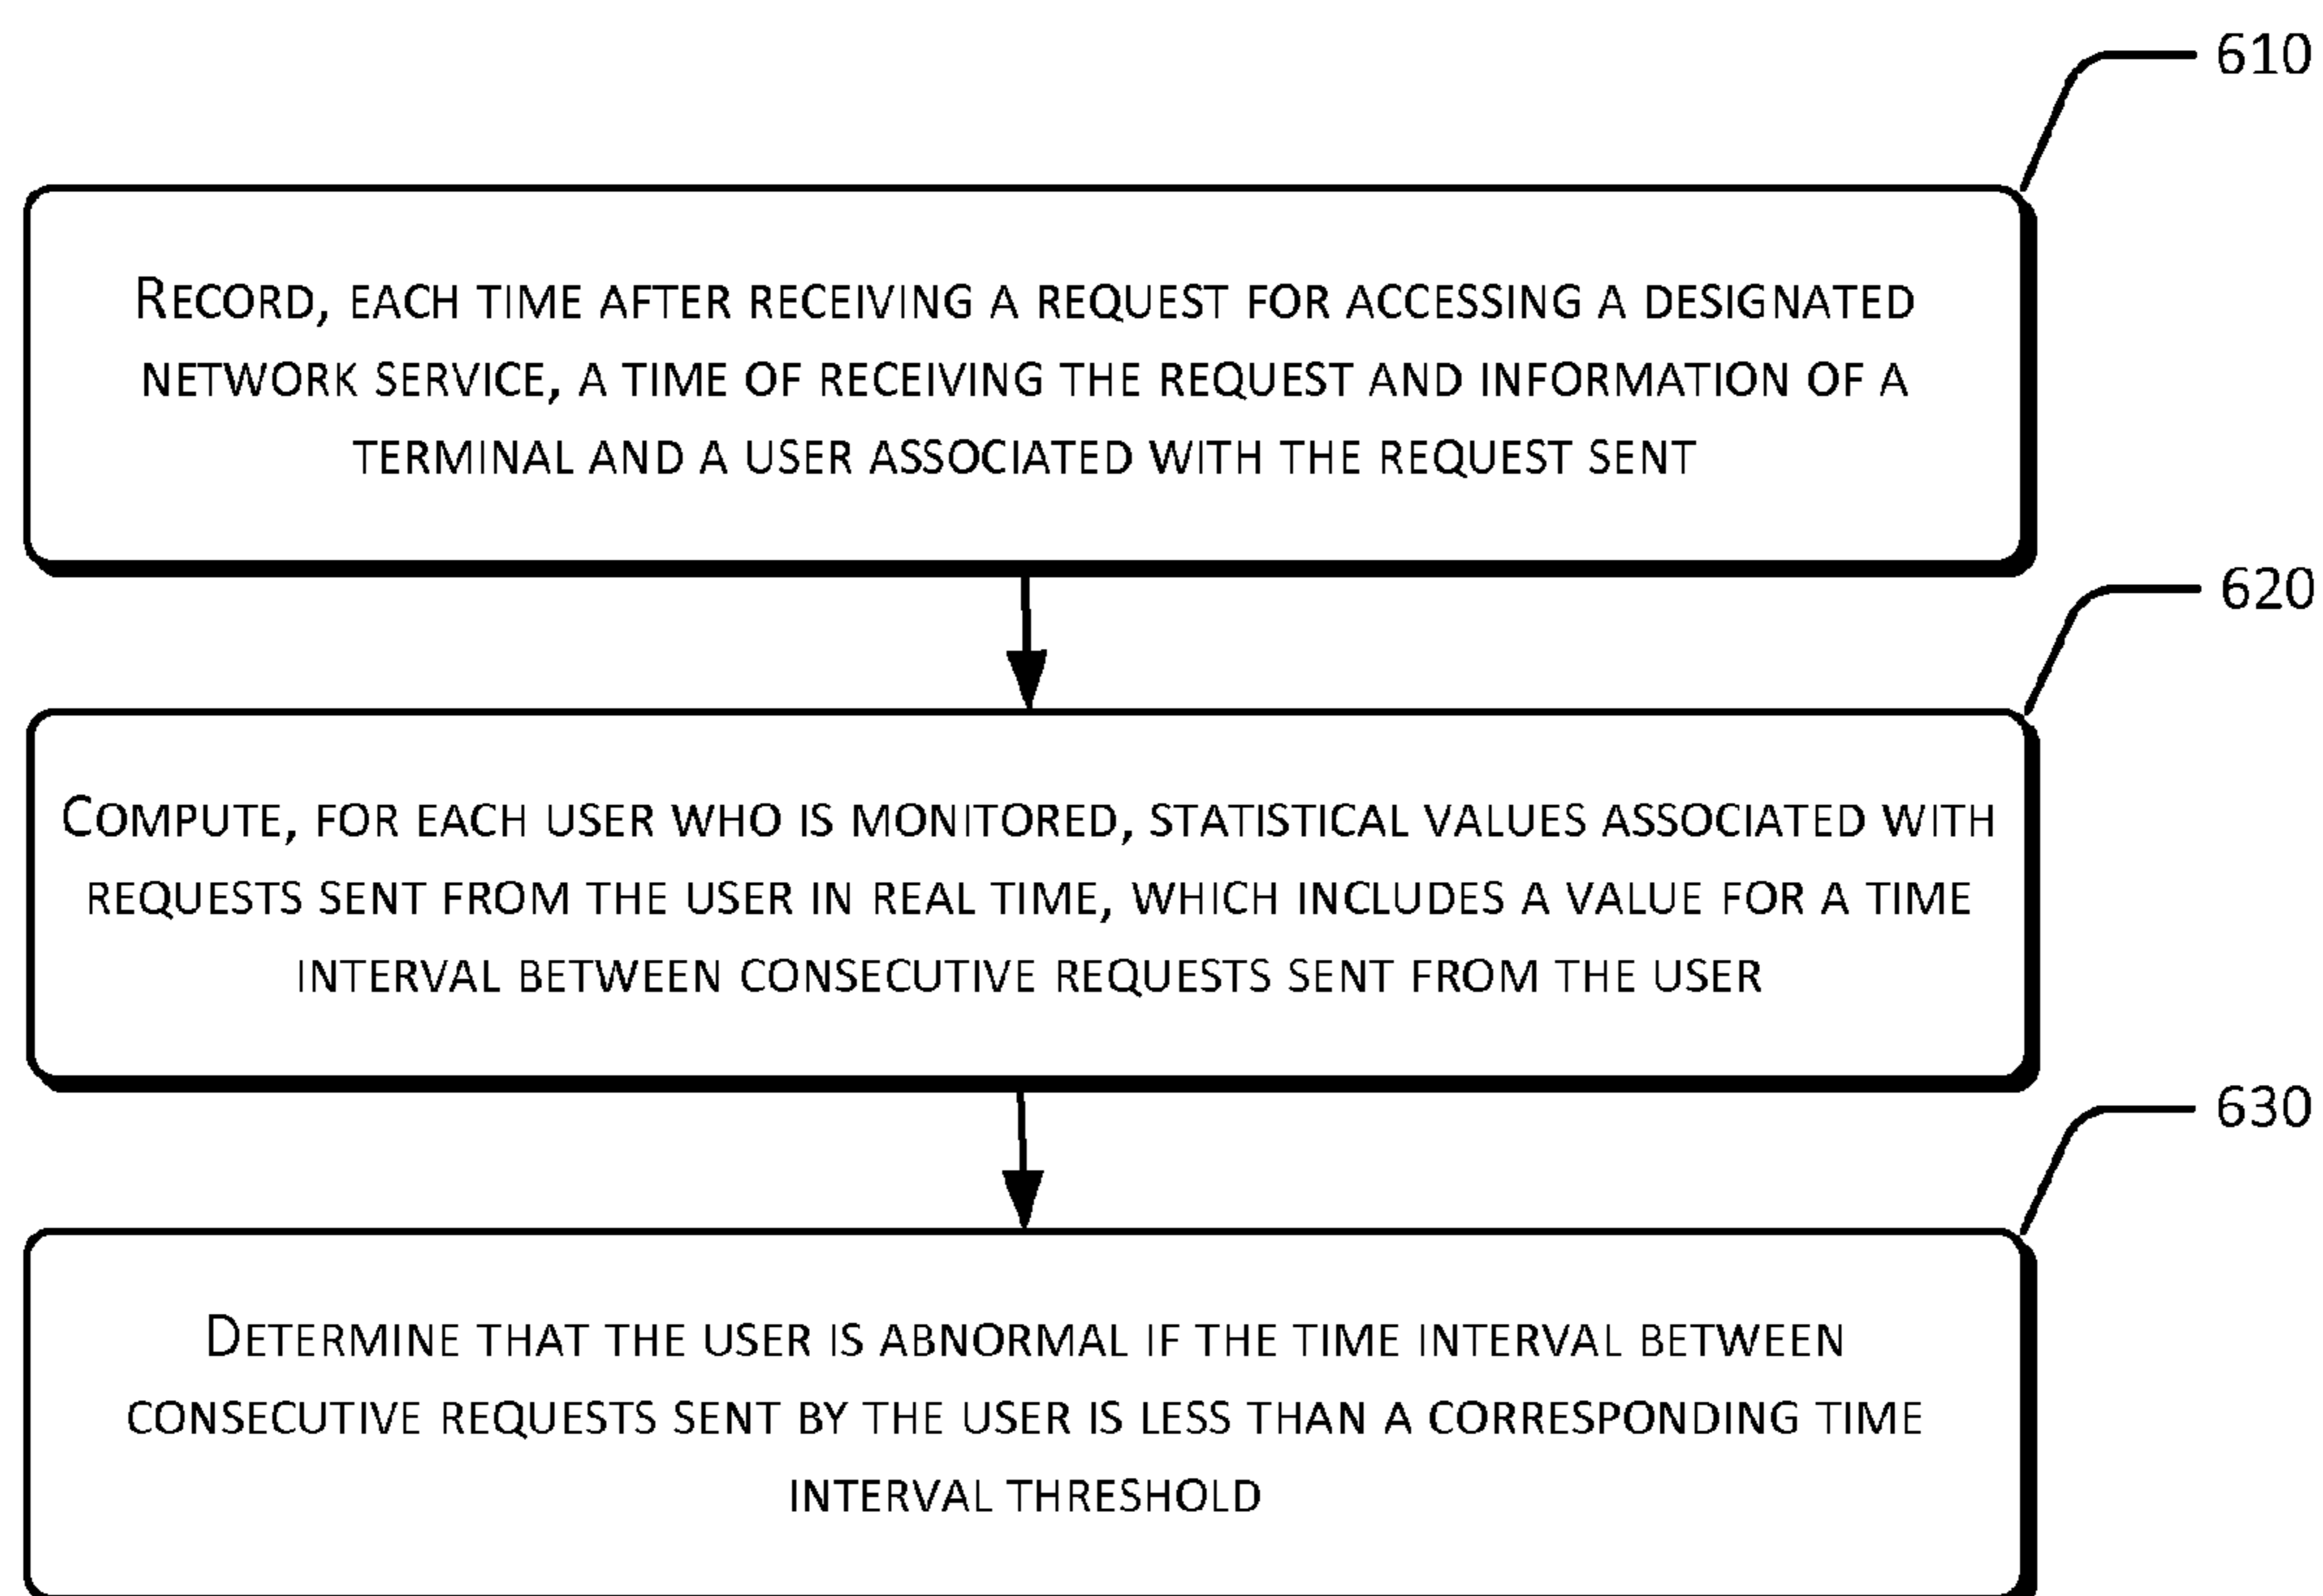 610
RECORD, EACH TIME AFTER RECEIVING A REQUEST FOR ACCESSING A DESIGNATED
NETWORK SERVICE, A TIME OF RECEIVING THE REQUEST AND INFORMATION OF A
TERMINAL AND A USER ASSOCIATED WITH THE REQUEST SENT
620
COMPUTE, FOR EACH USER WHO IS MONITORED, STATISTICAL VALUES ASSOCIATED WITH
REQUESTS SENT FROM THE USER IN REAL TIME, WHICH INCLUDES A VALUE FOR A TIME
INTERVAL BETWEEN CONSECUTIVE REQUESTS SENT FROM THE USER
630
DETERMINE THAT THE USER IS ABNORMAL IF THE TIME INTERVAL BETWEEN
CONSECUTIVE REQUESTS SENT BY THE USER IS LESS THAN A CORRESPONDING TIME
INTERVAL THRESHOLD